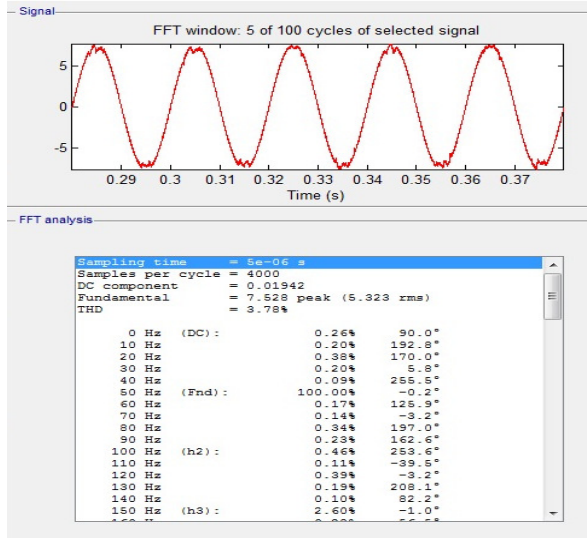 Signal
FFT window: 5 of 100 cycles of selected signal
5
0
-5
0.29 0.3 0.31 0.32 0.33 0.34 0.35 0.36 0.37
Time (s)
FFT analysis
Sampling time = 5e-06 s
Samples per cycle = 4000
DC component = 0.01942
Fundamental = 7.528 peak (5.323 rms)
THD = 3.78%
0 Hz (DC): 0.26% 90.0°
10 Hz 0.20% 192.8°
20 Hz 0.38% 170.0°
30 Hz 0.20% 5.8°
40 Hz 0.09% 255.5°
50 Hz (Fnd): 100.00% -0.2°
60 Hz 0.17% 125.9°
70 Hz 0.14% -3.2°
80 Hz 0.34% 197.0°
90 Hz 0.23% 162.6°
100 Hz (h2): 0.46% 253.6°
110 Hz 0.11% -39.5°
120 Hz 0.39% -3.2°
130 Hz 0.19% 208.1°
140 Hz 0.10% 82.2°
150 Hz (h3): 2.60% -1.0°